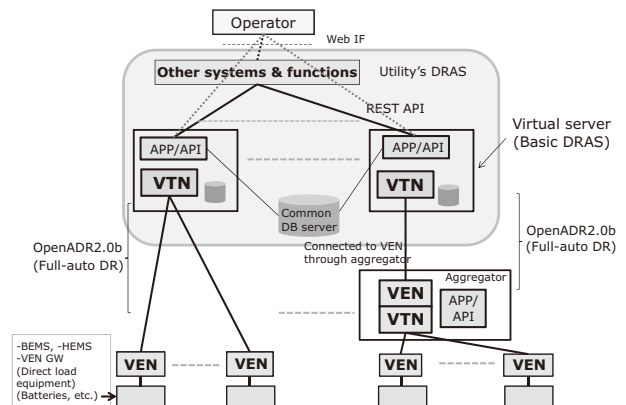 Operator
Web IF
Other systems & functions
Utility's DRAS
REST API
APP/API
APP/API
Virtual server
(Basic DRAS)
VTN
VTN
Common
DB server
OpenADR2.0b
(Full-auto DR)
Connected to VEN
through aggregator
OpenADR2.0b
(Full-auto DR)
Aggregator
VEN
VTN
APP/
API
-BEMS, -HEMS
-VEN GW
(Direct load
equipment)
(Batteries, etc.)
VEN
VEN
VEN
VEN